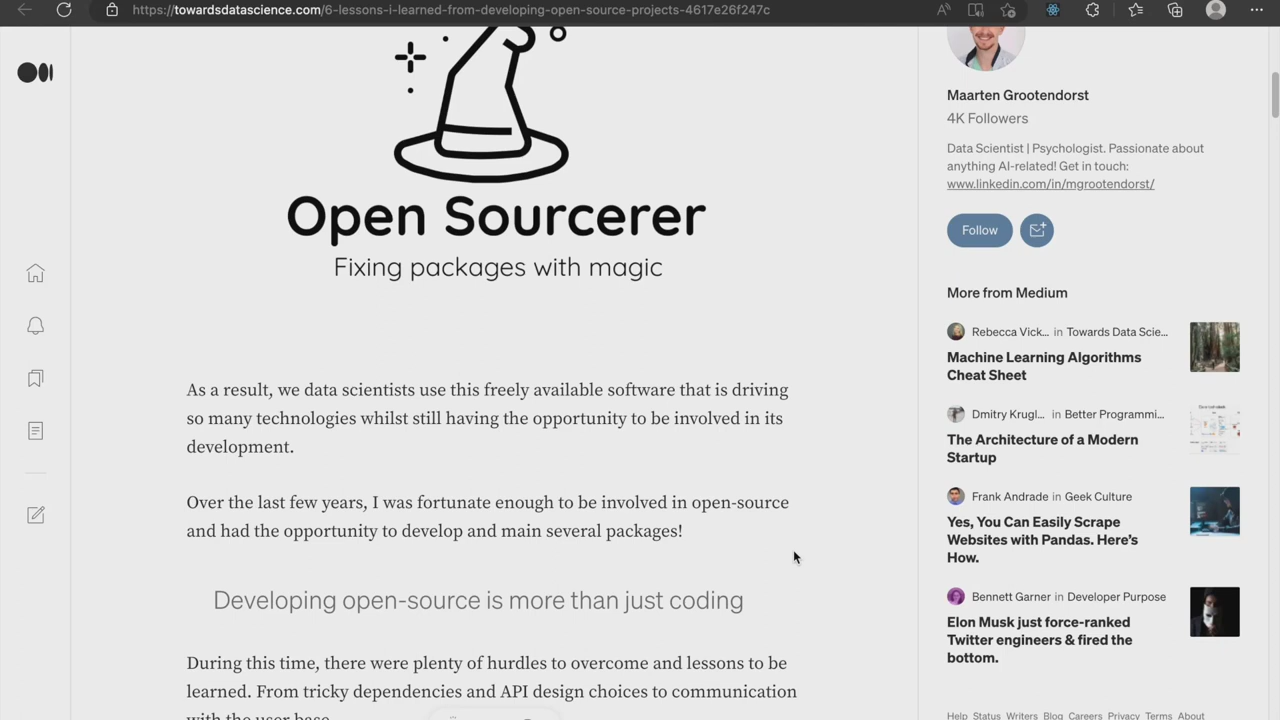 https://towardsdatascience.com/6-lessons-i-learned-from-developing-open-source-projects-4617e26f247c
Open Sourcerer
Fixing packages with magic
As a result, we data scientists use this freely available software that is driving
so many technologies whilst still having the opportunity to be involved in its
development.
Over the last few years, I was fortunate enough to be involved in open-source
and had the opportunity to develop and main several packages!
Developing open-source is more than just coding
During this time, there were plenty of hurdles to overcome and lessons to be
learned. From tricky dependencies and API design choices to communication
with the user base.
Maarten Grootendorst
4K Followers
Data Scientist | Psychologist. Passionate about
anything AI-related! Get in touch:
www.linkedin.com/in/mgrootendorst/
Follow
More from Medium
Rebecca Vick... in Towards Data Scie...
Machine Learning Algorithms
Cheat Sheet
Dmitry Krugl... in Better Programmi...
The Architecture of a Modern
Startup
Frank Andrade in Geek Culture
Yes, You Can Easily Scrape
Websites with Pandas. Here's
How.
Bennett Garner in Developer Purpose
Elon Musk just force-ranked
Twitter engineers & fired the
bottom.
Help Status Writers Blog Careers Privacy Terms About